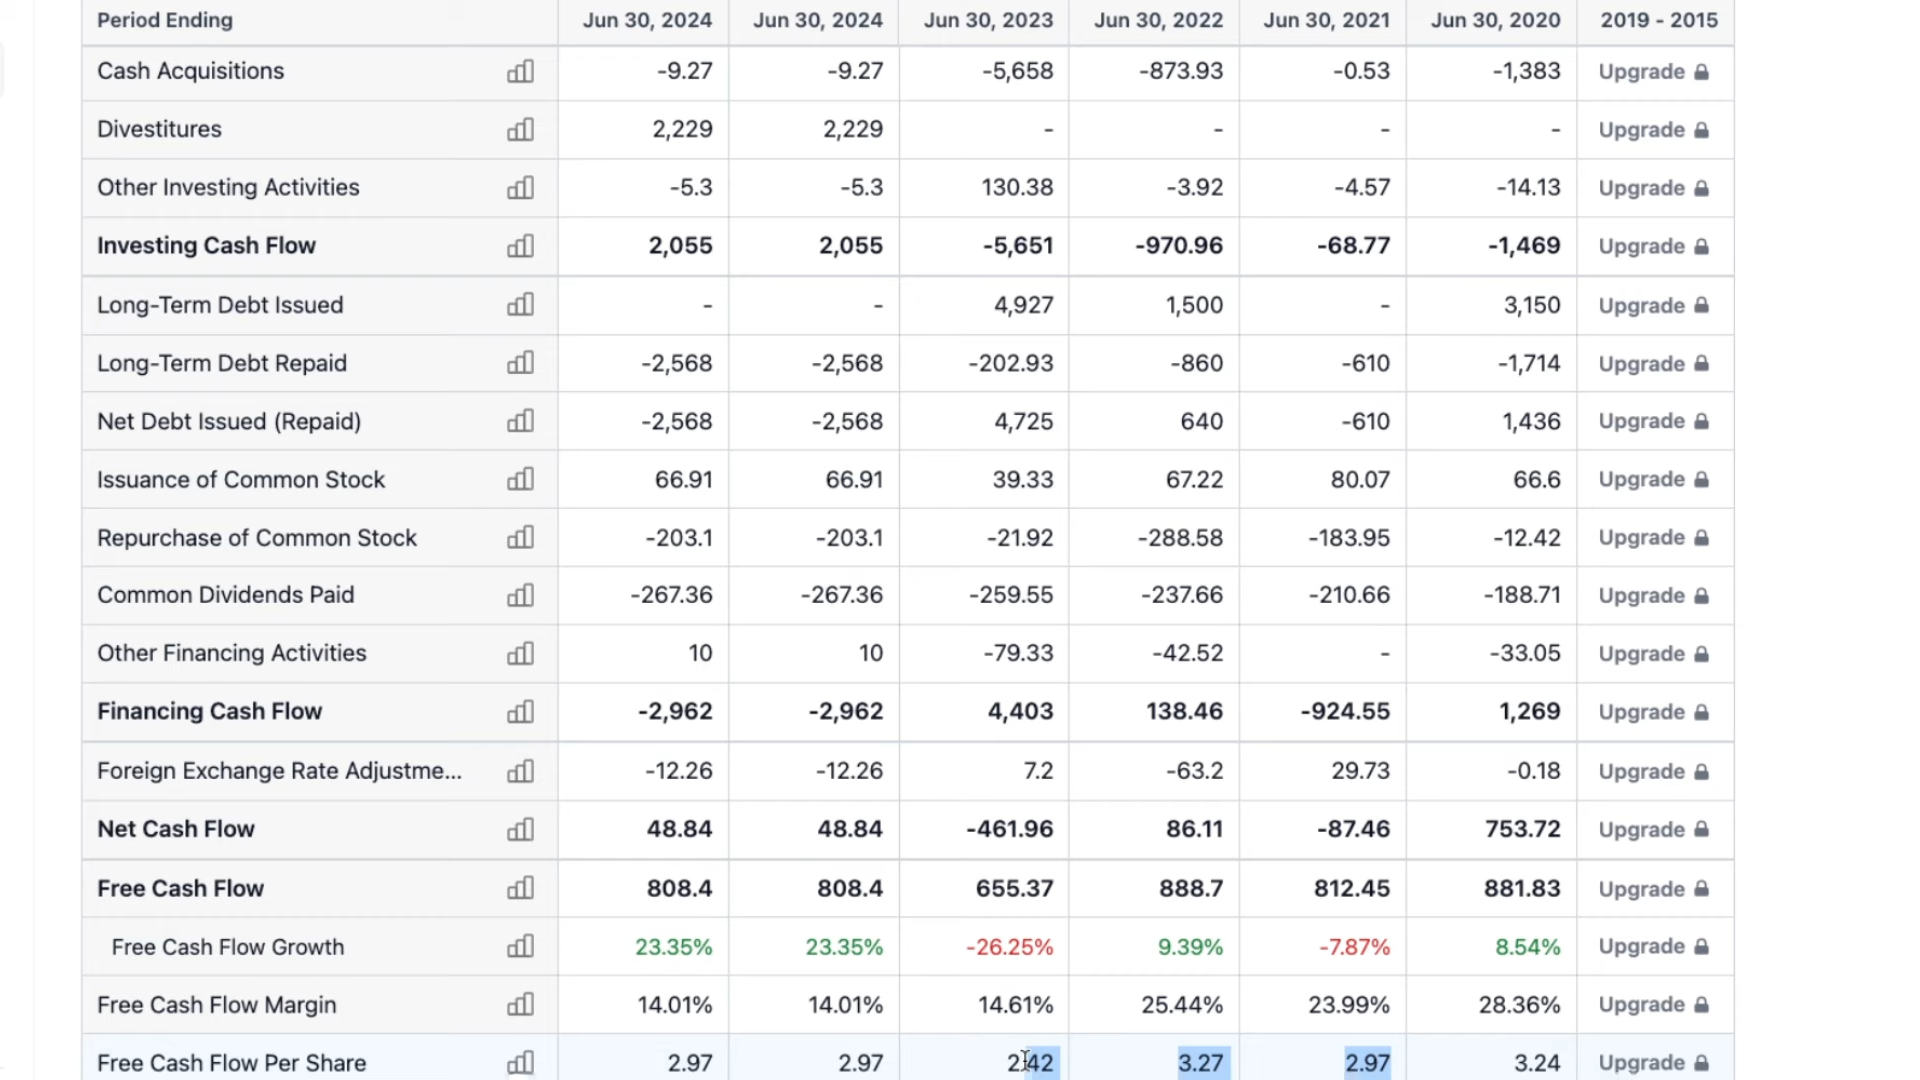 Period Ending Jun 30, 2024 Jun 30, 2024 Jun 30, 2023 Jun 30, 2022 Jun 30, 2021 Jun 30, 2020 2019 - 2015
Cash Acquisitions -9.27 -9.27 -5,658 -873.93 -0.53 -1,383 Upgrade
Divestitures 2,229 2,229 - - - - Upgrade
Other Investing Activities -5.3 -5.3 130.38 -3.92 -4.57 -14.13 Upgrade
Investing Cash Flow 2,055 2,055 -5,651 -970.96 -68.77 -1,469 Upgrade
Long-Term Debt Issued - - 4,927 1,500 - 3,150 Upgrade
Long-Term Debt Repaid -2,568 -2,568 -202.93 -860 -610 -1,714 Upgrade
Net Debt Issued (Repaid) -2,568 -2,568 4,725 640 -610 1,436 Upgrade
Issuance of Common Stock 66.91 66.91 39.33 67.22 80.07 66.6 Upgrade
Repurchase of Common Stock -203.1 -203.1 -21.92 -288.58 -183.95 -12.42 Upgrade
Common Dividends Paid -267.36 -267.36 -259.55 -237.66 -210.66 -188.71 Upgrade
Other Financing Activities 10 10 -79.33 -42.52 - -33.05 Upgrade
Financing Cash Flow -2,962 -2,962 4,403 138.46 -924.55 1,269 Upgrade
Foreign Exchange Rate Adjustme... -12.26 -12.26 7.2 -63.2 29.73 -0.18 Upgrade
Net Cash Flow 48.84 48.84 -461.96 86.11 -87.46 753.72 Upgrade
Free Cash Flow 808.4 808.4 655.37 888.7 812.45 881.83 Upgrade
Free Cash Flow Growth 23.35% 23.35% -26.25% 9.39% -7.87% 8.54% Upgrade
Free Cash Flow Margin 14.01% 14.01% 14.61% 25.44% 23.99% 28.36% Upgrade
Free Cash Flow Per Share 2.97 2.97 2.42 3.27 2.97 3.24 Upgrade